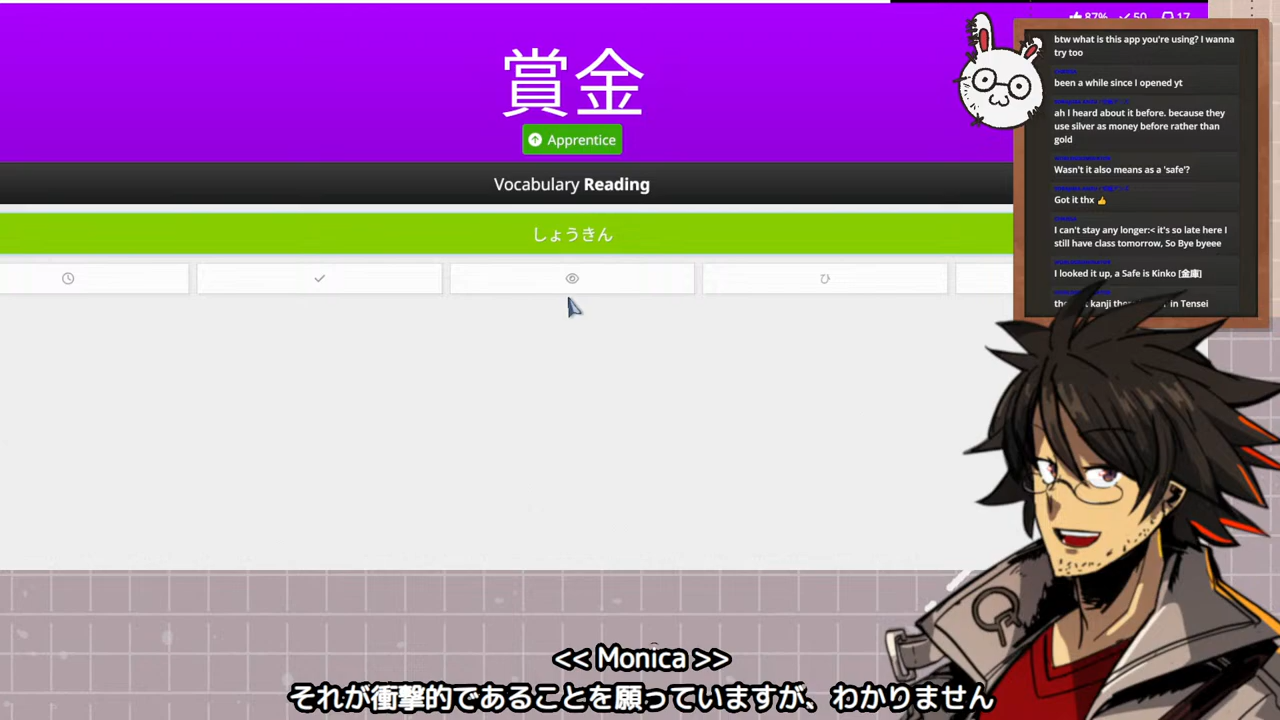 87% 50 17
賞金
Apprentice
Vocabulary Reading
しょうきん
ひ
btw what is this app you're using? I wanna
try too
been a while since I opened yt
ah I heard about it before. because they
use silver as money before rather than
gold
Wasn't it also means as a 'safe'?
Got it thx 👍
I can't stay any longer:< it's so late here I
still have class tomorrow, So Bye byeee
I looked it up, a Safe is Kinko [金庫]
kanji in Tensei
<< Monica >>
それが衝撃的であることを願っていますが、わかりません